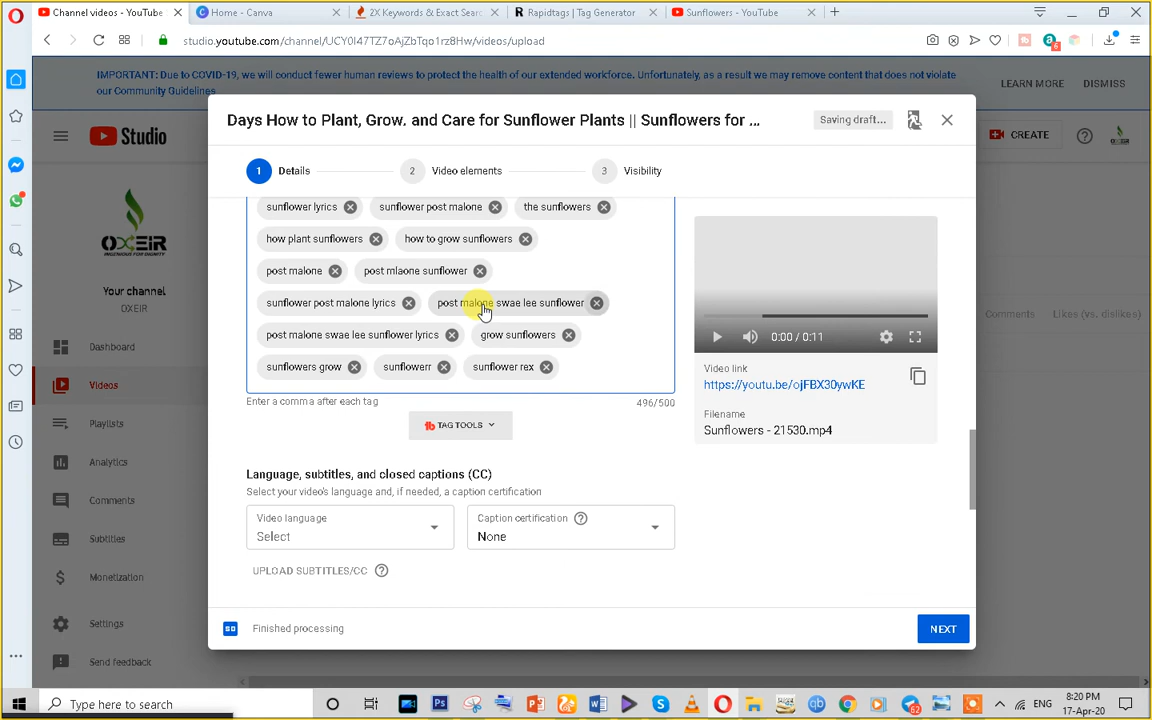 Channel videos - YouTube
Home - Canva
2X Keywords & Exact Searc
Rapidtags | Tag Generator
Sunflowers - YouTube
studio.youtube.com/channel/UCY0I47TZ7oAjZbTqo1rz8Hw/videos/upload
IMPORTANT: Due to COVID-19, we will conduct fewer human reviews to protect the health of our extended workforce. Unfortunately, as a result we may remove content that does not violate
our Community Guidelines
LEARN MORE
DISMISS
Studio
CREATE
Days How to Plant, Grow, and Care for Sunflower Plants || Sunflowers for ...
Saving draft...
1
Details
2
Video elements
3
Visibility
OXEIR
INGENIOUS FOR DIGNITY
Your channel
OXEIR
Dashboard
Videos
Playlists
Analytics
Comments
Subtitles
Monetization
Settings
Send feedback
sunflower lyrics
sunflower post malone
the sunflowers
how plant sunflowers
how to grow sunflowers
post malone
post mlaone sunflower
sunflower post malone lyrics
post malone swae lee sunflower
post malone swae lee sunflower lyrics
grow sunflowers
sunflowers grow
sunflowerr
sunflower rex
Enter a comma after each tag
496/500
TAG TOOLS
Language, subtitles, and closed captions (CC)
Select your video's language and, if needed, a caption certification
Video language
Select
Caption certification
None
UPLOAD SUBTITLES/CC
0:00 / 0:11
Video link
https://youtu.be/ojFBX30ywKE
Filename
Sunflowers - 21530.mp4
Comments
Likes (vs. dislikes)
SD
Finished processing
NEXT
Type here to search
ENG
8:20 PM
17-Apr-20